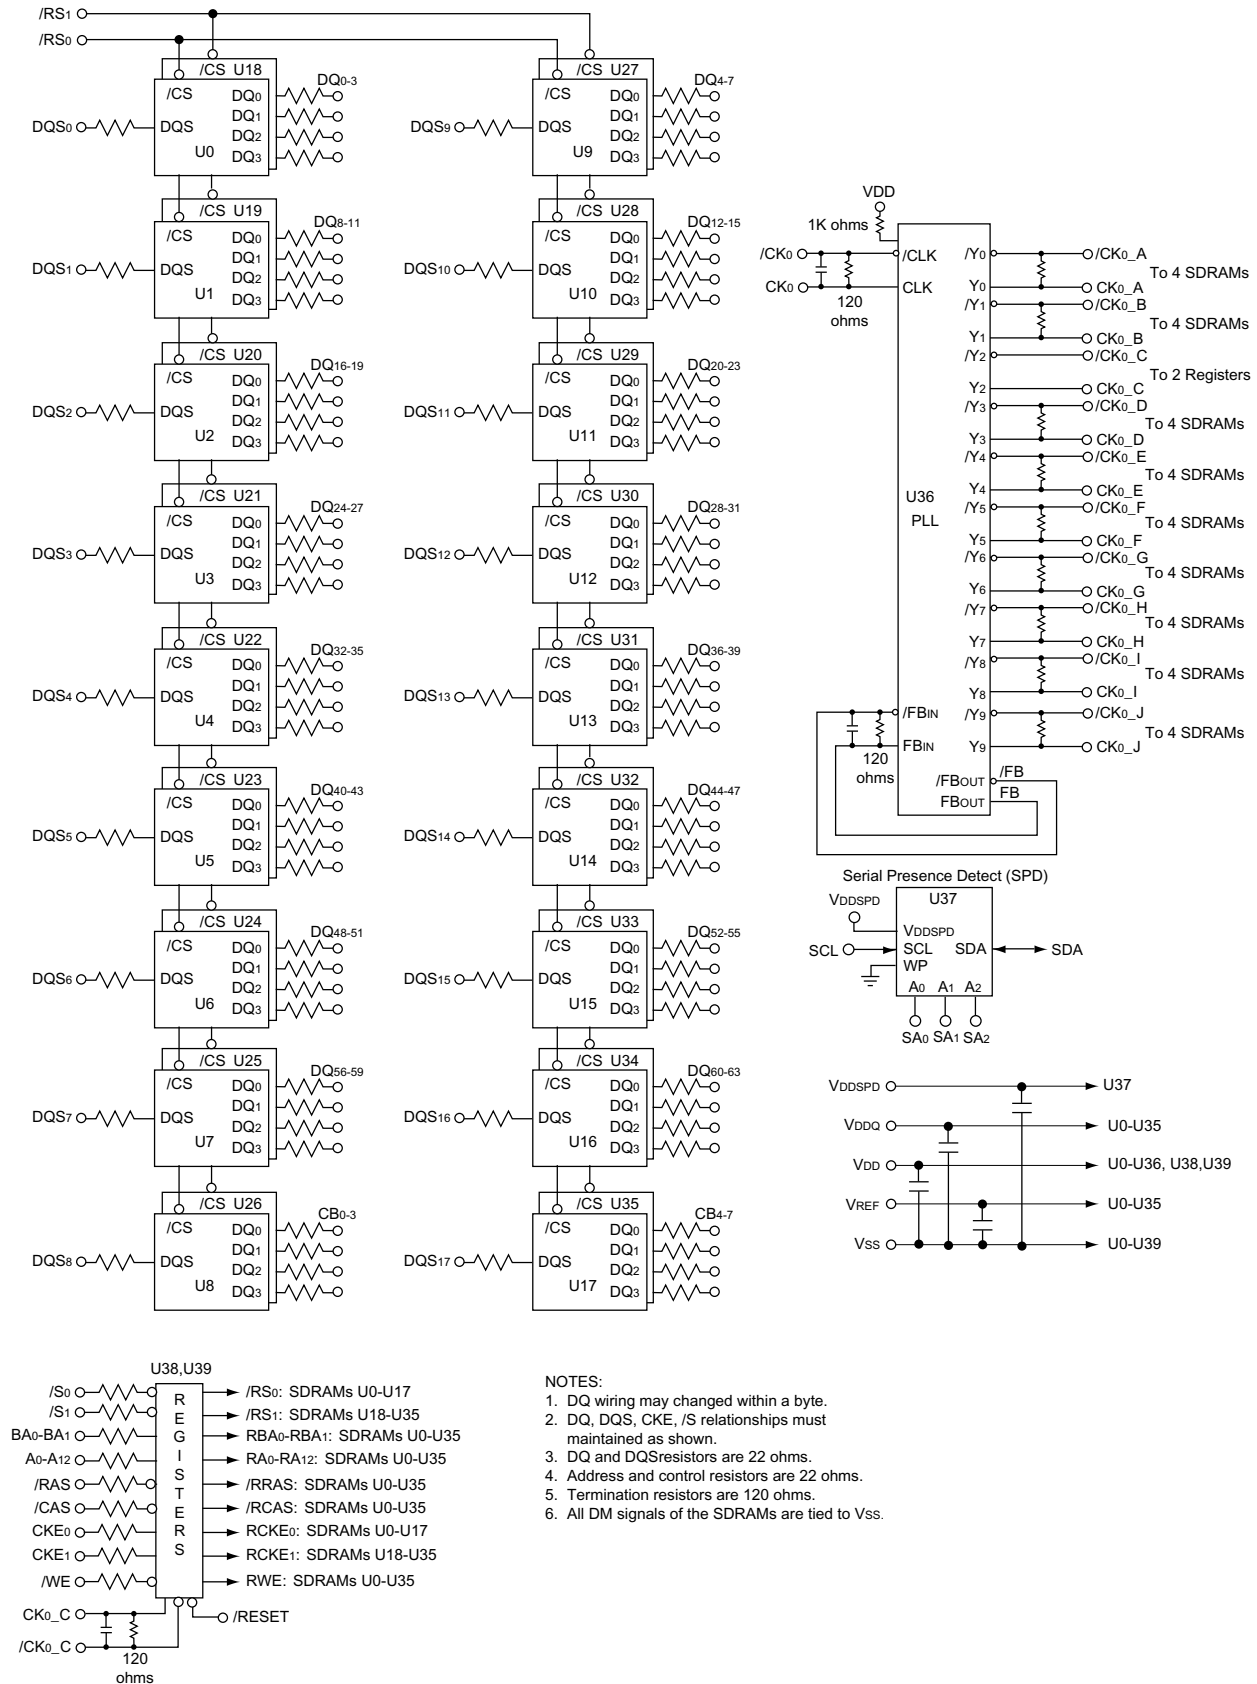 /RS1
/RS0
/CS U18
/CS
DQS0
DQS
U0
DQ0
DQ1
DQ2
DQ3
DQ0-3
/CS U27
/CS
DQS9
DQS
U9
DQ0
DQ1
DQ2
DQ3
DQ4-7
/CS U19
/CS
DQS1
DQS
U1
DQ0
DQ1
DQ2
DQ3
DQ8-11
/CS U28
/CS
DQS10
DQS
U10
DQ0
DQ1
DQ2
DQ3
DQ12-15
/CS U20
/CS
DQS2
DQS
U2
DQ0
DQ1
DQ2
DQ3
DQ16-19
/CS U29
/CS
DQS11
DQS
U11
DQ0
DQ1
DQ2
DQ3
DQ20-23
/CS U21
/CS
DQS3
DQS
U3
DQ0
DQ1
DQ2
DQ3
DQ24-27
/CS U30
/CS
DQS12
DQS
U12
DQ0
DQ1
DQ2
DQ3
DQ28-31
/CS U22
/CS
DQS4
DQS
U4
DQ0
DQ1
DQ2
DQ3
DQ32-35
/CS U31
/CS
DQS13
DQS
U13
DQ0
DQ1
DQ2
DQ3
DQ36-39
/CS U23
/CS
DQS5
DQS
U5
DQ0
DQ1
DQ2
DQ3
DQ40-43
/CS U32
/CS
DQS14
DQS
U14
DQ0
DQ1
DQ2
DQ3
DQ44-47
/CS U24
/CS
DQS6
DQS
U6
DQ0
DQ1
DQ2
DQ3
DQ48-51
/CS U33
/CS
DQS15
DQS
U15
DQ0
DQ1
DQ2
DQ3
DQ52-55
/CS U25
/CS
DQS7
DQS
U7
DQ0
DQ1
DQ2
DQ3
DQ56-59
/CS U34
/CS
DQS16
DQS
U16
DQ0
DQ1
DQ2
DQ3
DQ60-63
/CS U26
/CS
DQS8
DQS
U8
DQ0
DQ1
DQ2
DQ3
CB0-3
/CS U35
/CS
DQS17
DQS
U17
DQ0
DQ1
DQ2
DQ3
CB4-7
VDD
1K ohms
/CK0
CK0
120
ohms
/CLK
CLK
U36
PLL
/Y0 /CK0_A
Y0 CK0_A
To 4 SDRAMs
/Y1 /CK0_B
Y1 CK0_B
To 4 SDRAMs
/Y2 /CK0_C
Y2 CK0_C
To 2 Registers
/Y3 /CK0_D
Y3 CK0_D
To 4 SDRAMs
/Y4 /CK0_E
Y4 CK0_E
To 4 SDRAMs
/Y5 /CK0_F
Y5 CK0_F
To 4 SDRAMs
/Y6 /CK0_G
Y6 CK0_G
To 4 SDRAMs
/Y7 /CK0_H
Y7 CK0_H
To 4 SDRAMs
/Y8 /CK0_I
Y8 CK0_I
To 4 SDRAMs
/Y9 /CK0_J
Y9 CK0_J
To 4 SDRAMs
/FBIN
FBIN
120
ohms
/FBOUT /FB
FBOUT FB
Serial Presence Detect (SPD)
U37
VDDSPD
VDDSPD
SCL SCL
WP
SDA SDA
A0 A1 A2
SA0 SA1 SA2
VDDSPD U37
VDDQ U0-U35
VDD U0-U36, U38,U39
VREF U0-U35
VSS U0-U39
U38,U39
REGISTERS
/S0 /RS0: SDRAMs U0-U17
/S1 /RS1: SDRAMs U18-U35
BA0-BA1 RBA0-RBA1: SDRAMs U0-U35
A0-A12 RA0-RA12: SDRAMs U0-U35
/RAS /RRAS: SDRAMs U0-U35
/CAS /RCAS: SDRAMs U0-U35
CKE0 RCKE0: SDRAMs U0-U17
CKE1 RCKE1: SDRAMs U18-U35
/WE RWE: SDRAMs U0-U35
CK0_C
/CK0_C
120
ohms
/RESET
NOTES:
1. DQ wiring may changed within a byte.
2. DQ, DQS, CKE, /S relationships must
maintained as shown.
3. DQ and DQSresistors are 22 ohms.
4. Address and control resistors are 22 ohms.
5. Termination resistors are 120 ohms.
6. All DM signals of the SDRAMs are tied to VSS.